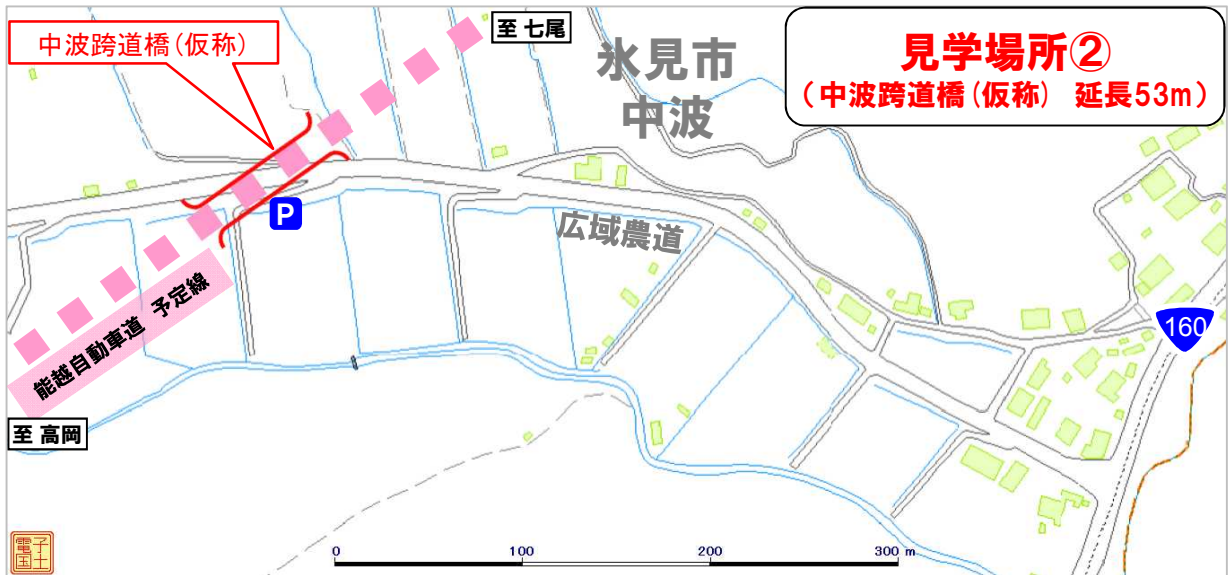 中波跨道橋(仮称)
至 七尾
氷見市
中波
見学場所②
(中波跨道橋(仮称) 延長53m)
P
広域農道
能越自動車道 予定線
160
至 高岡
電子
国土
0 100 200 300 m